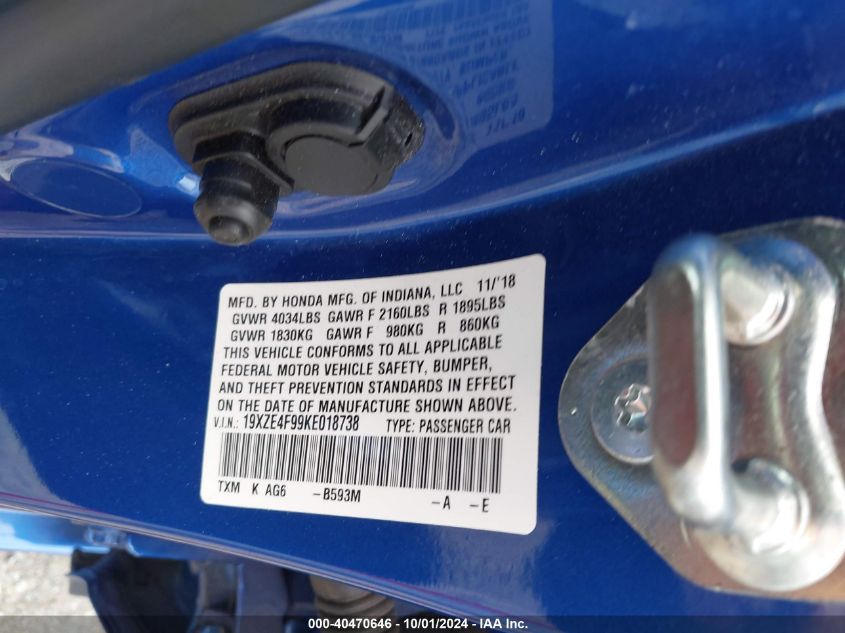 MFD. BY HONDA MFG. OF INDIANA, LLC 11/'18
GVWR 4034LBS GAWR F 2160LBS R 1895LBS
GVWR 1830KG GAWR F 980KG R 860KG
THIS VEHICLE CONFORMS TO ALL APPLICABLE
FEDERAL MOTOR VEHICLE SAFETY, BUMPER,
AND THEFT PREVENTION STANDARDS IN EFFECT
ON THE DATE OF MANUFACTURE SHOWN ABOVE.
V.I.N.: 19XZE4F99KE018738 TYPE: PASSENGER CAR
TXM K AG6 -B593M -A -E
000-40470646 - 10/01/2024 - IAA Inc.